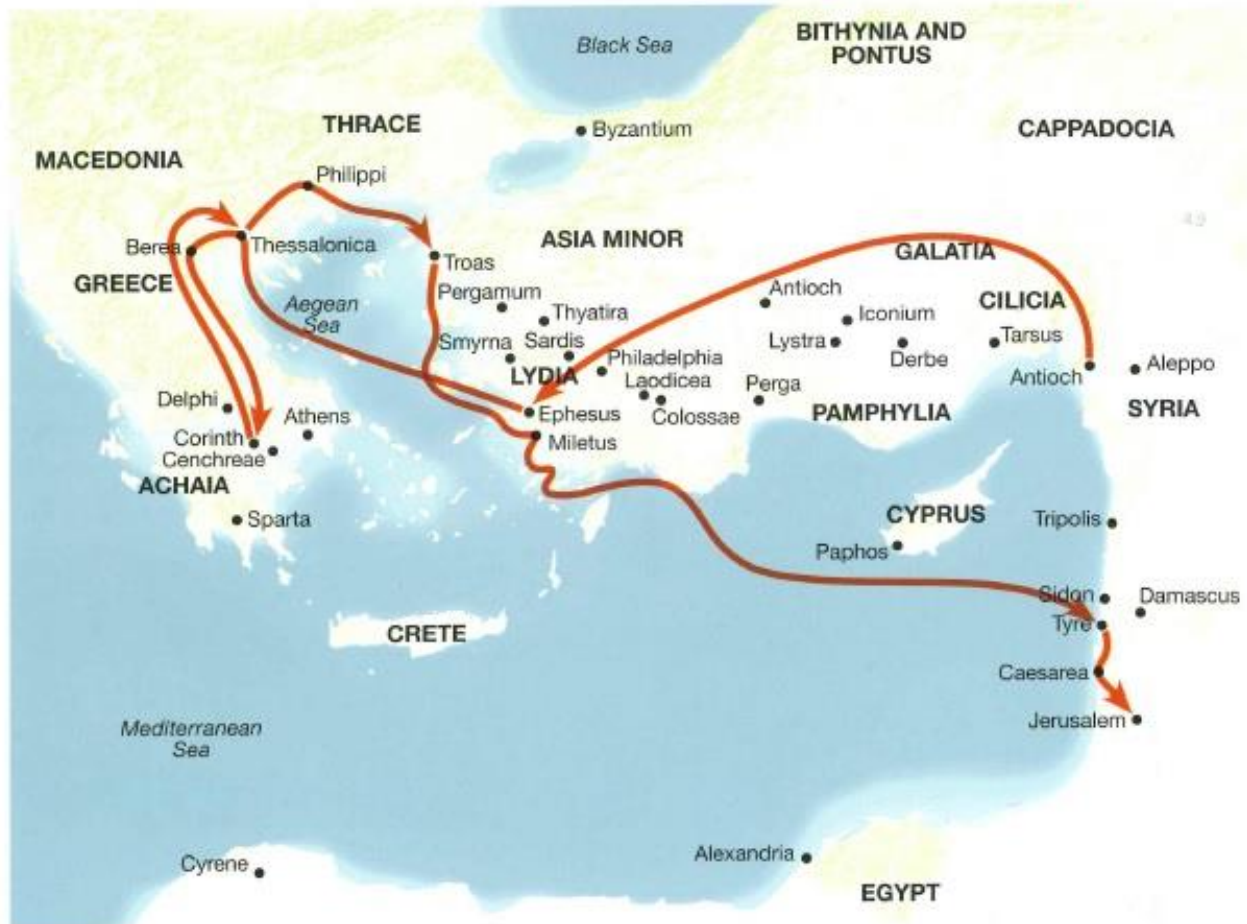 Black Sea
BITHYNIA AND
PONTUS
THRACE
Byzantium
CAPPADOCIA
MACEDONIA
Philippi
Berea
Thessalonica
ASIA MINOR
GALATIA
GREECE
Troas
Aegean
Sea
Pergamum
Thyatira
Antioch
Iconium
CILICIA
Smyrna
Sardis
Philadelphia
Lystra
Derbe
Tarsus
LYDIA
Laodicea
Perga
Antioch
Aleppo
Delphi
Athens
Ephesus
Colossae
PAMPHYLIA
SYRIA
Corinth
Miletus
Cenchreae
ACHAIA
Sparta
CYPRUS
Tripolis
Paphos
Sidon
Damascus
Tyre
CRETE
Caesarea
Jerusalem
Mediterranean
Sea
Alexandria
Cyrene
EGYPT